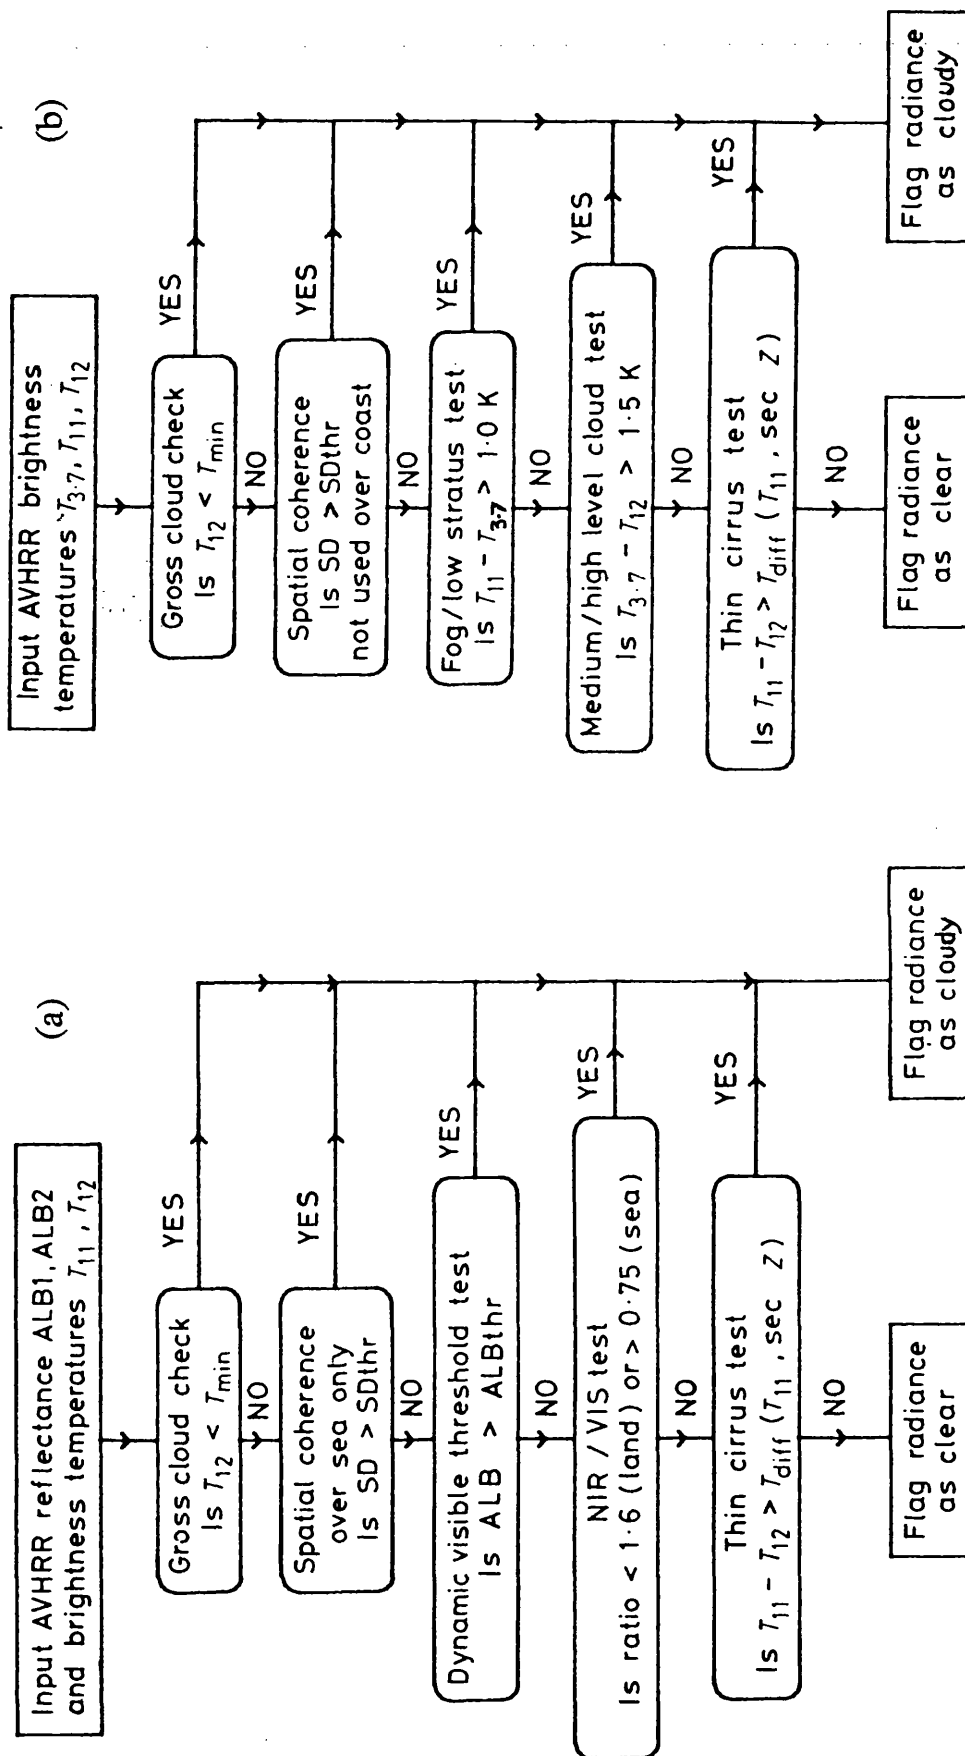 (a)
Input AVHRR reflectance ALB1, ALB2
and brightness temperatures T11, T12
Gross cloud check
Is T12 < Tmin
YES
NO
Spatial coherence
over sea only
Is SD > SDthr
YES
NO
Dynamic visible threshold test
Is ALB > ALBthr
YES
NO
NIR / VIS test
Is ratio < 1·6 (land) or > 0·75 (sea)
YES
NO
Thin cirrus test
Is T11 − T12 > Tdiff (T11, sec Z)
YES
NO
Flag radiance
as clear
Flag radiance
as cloudy
(b)
Input AVHRR brightness
temperatures T3·7, T11, T12
Gross cloud check
Is T12 < Tmin
YES
NO
Spatial coherence
Is SD > SDthr
not used over coast
YES
NO
Fog/low stratus test
Is T11 − T3·7 > 1·0 K
YES
NO
Medium/high level cloud test
Is T3·7 − T12 > 1·5 K
YES
NO
Thin cirrus test
Is T11 − T12 > Tdiff (T11, sec Z)
YES
NO
Flag radiance
as clear
Flag radiance
as cloudy